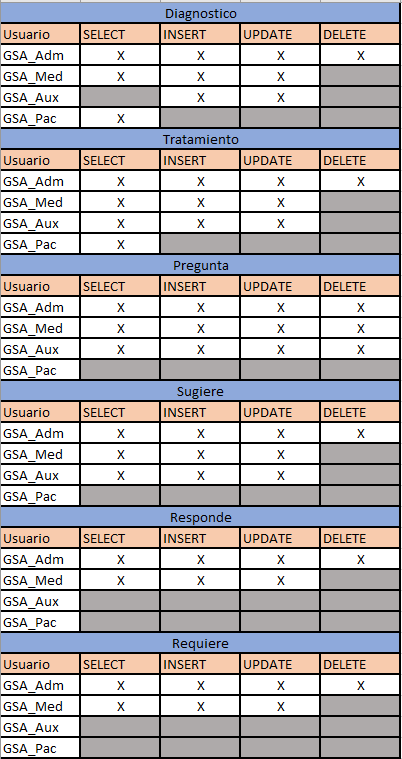 Diagnostico
Usuario SELECT INSERT UPDATE DELETE
GSA_Adm X X X X
GSA_Med X X X
GSA_Aux X X
GSA_Pac X
Tratamiento
Usuario SELECT INSERT UPDATE DELETE
GSA_Adm X X X X
GSA_Med X X X
GSA_Aux X X X
GSA_Pac X
Pregunta
Usuario SELECT INSERT UPDATE DELETE
GSA_Adm X X X X
GSA_Med X X X X
GSA_Aux X X X X
GSA_Pac
Sugiere
Usuario SELECT INSERT UPDATE DELETE
GSA_Adm X X X X
GSA_Med X X X
GSA_Aux X X X
GSA_Pac
Responde
Usuario SELECT INSERT UPDATE DELETE
GSA_Adm X X X X
GSA_Med X X X
GSA_Aux
GSA_Pac
Requiere
Usuario SELECT INSERT UPDATE DELETE
GSA_Adm X X X X
GSA_Med X X X
GSA_Aux
GSA_Pac